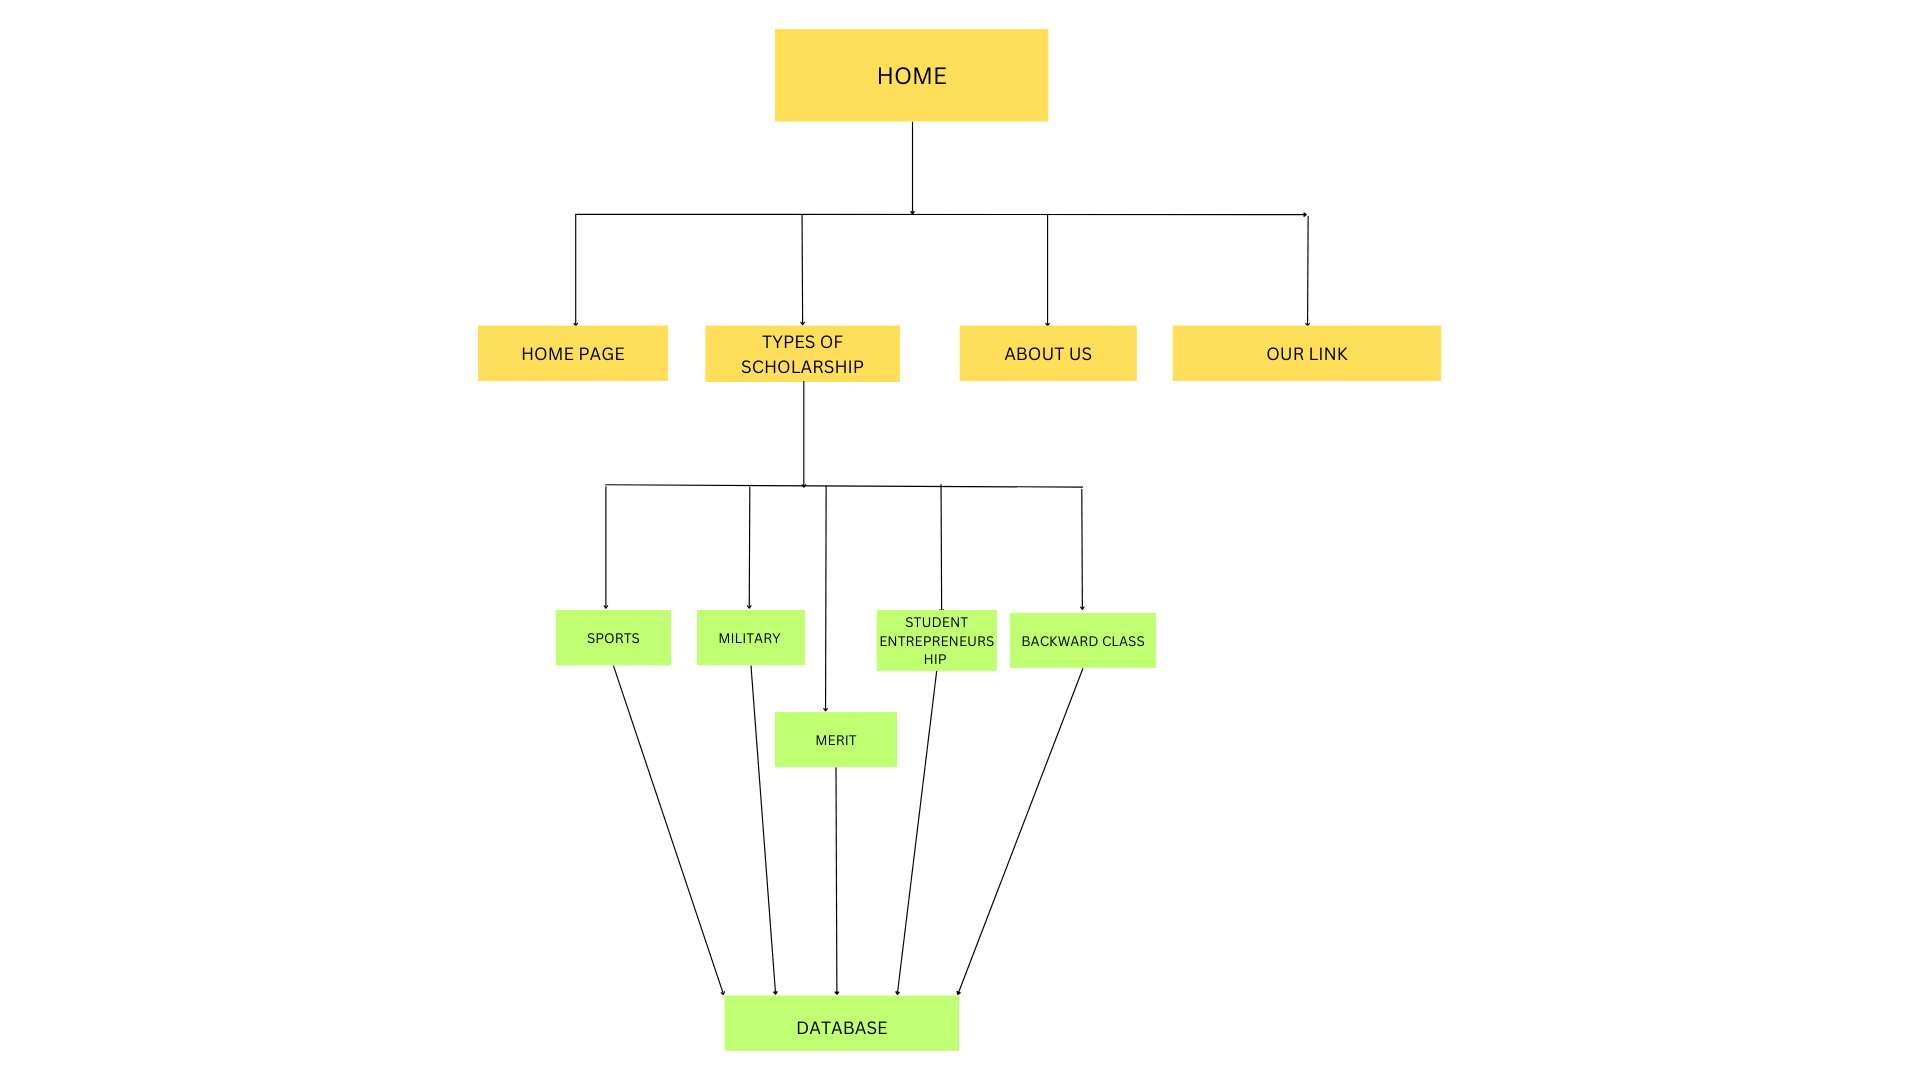 HOME
HOME PAGE
TYPES OF
SCHOLARSHIP
ABOUT US
OUR LINK
SPORTS
MILITARY
STUDENT
ENTREPRENEURS
HIP
BACKWARD CLASS
MERIT
DATABASE